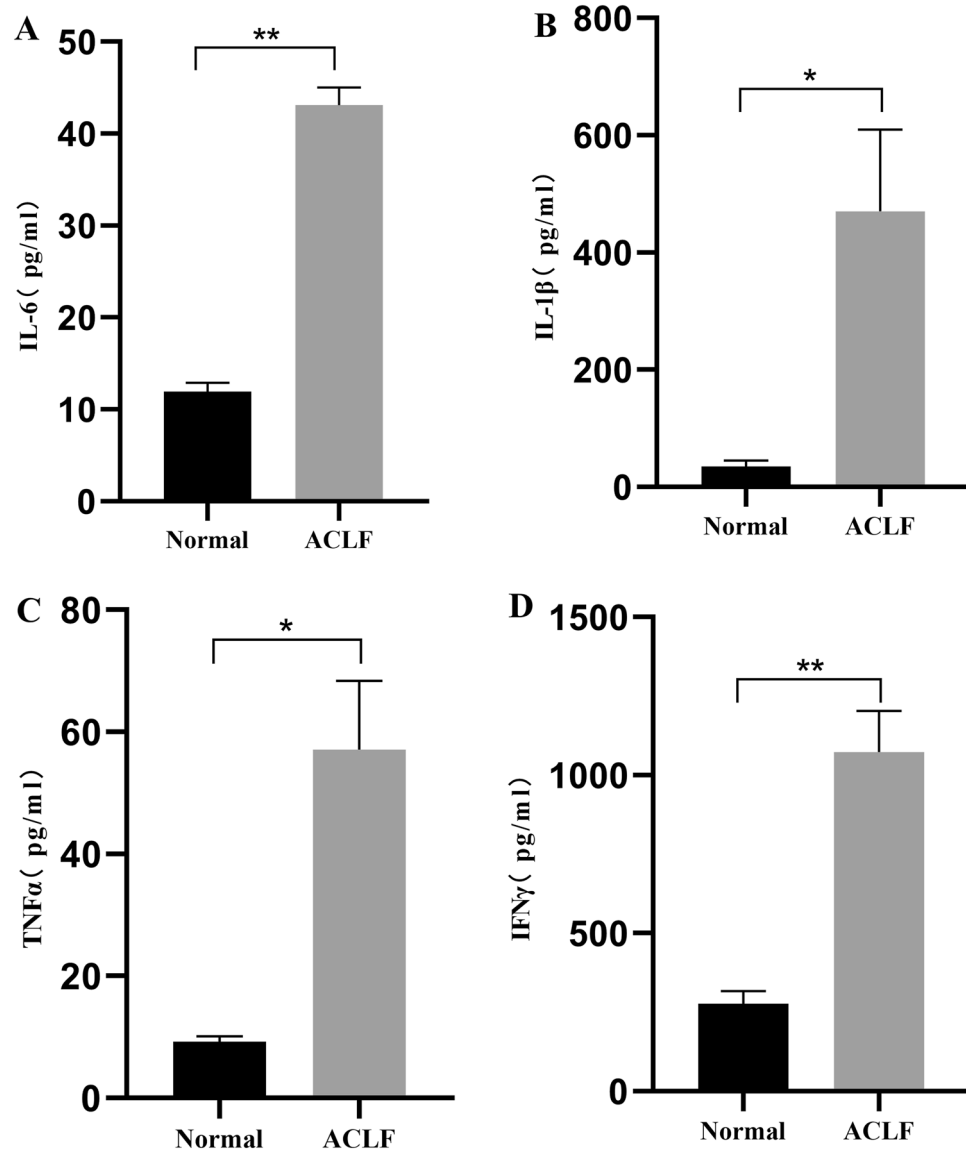 A
50
40
30
20
10
0
IL-6( pg/ml)
**
Normal ACLF
B
800
600
400
200
0
IL-1β( pg/ml)
*
Normal ACLF
C
80
60
40
20
0
TNFα( pg/ml)
*
Normal ACLF
D
1500
1000
500
0
IFNγ( pg/ml)
**
Normal ACLF